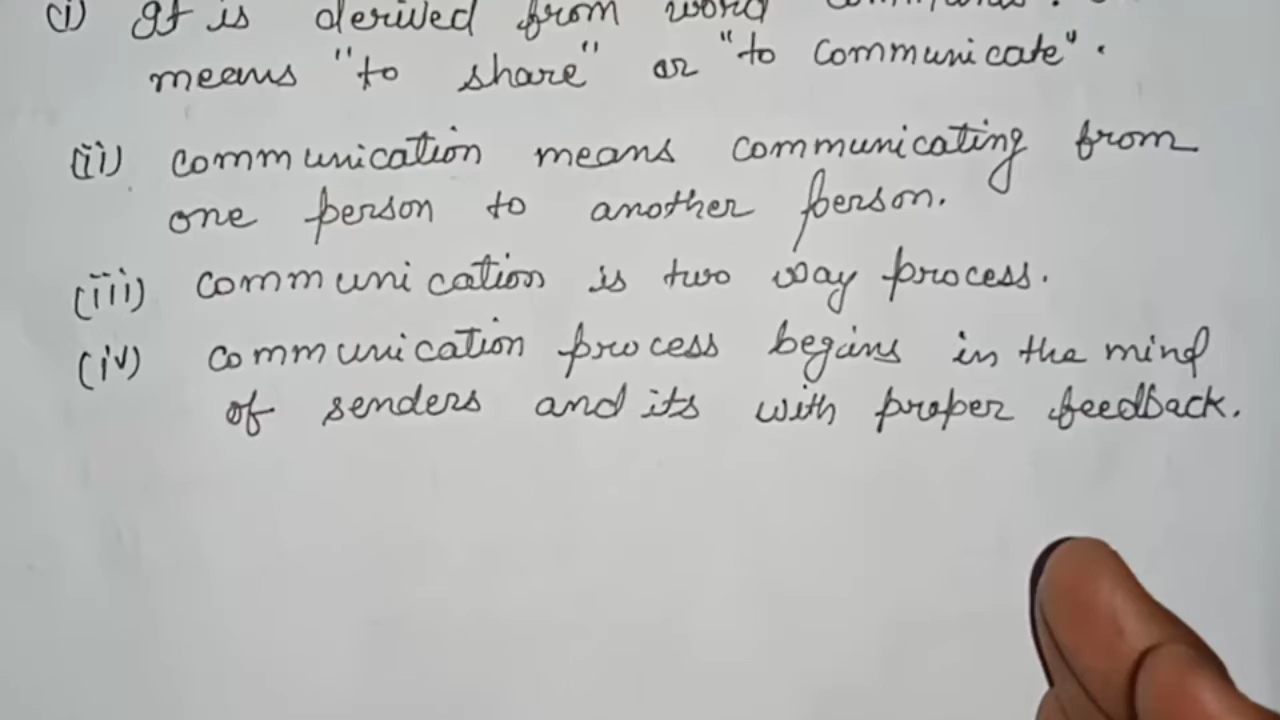 (i) It is derived from word
means "to share" or "to communicate".
(ii) communication means communicating from
one person to another person.
(iii) communication is two way process.
(iv) communication process begins in the mind
of senders and its with proper feedback.